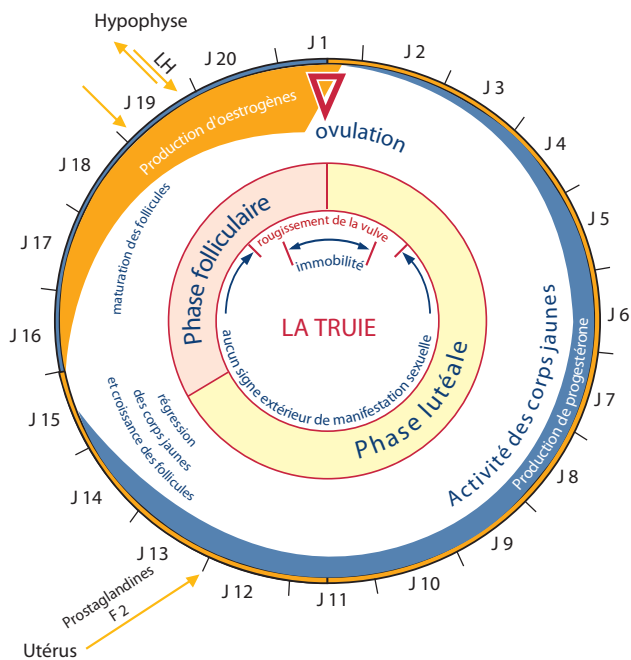 Hypophyse
LH
J 1
J 2
J 3
J 4
J 5
J 6
J 7
J 8
J 9
J 10
J 11
J 12
J 13
J 14
J 15
J 16
J 17
J 18
J 19
J 20
Production d'oestrogènes
ovulation
maturation des follicules
Phase folliculaire
rougissement de la vulve
immobilité
LA TRUIE
aucun signe extérieur de manifestation sexuelle
Phase lutéale
Activité des corps jaunes
Production de progestérone
régression
des corps jaunes
et croissance des follicules
Prostaglandines
F 2
Utérus